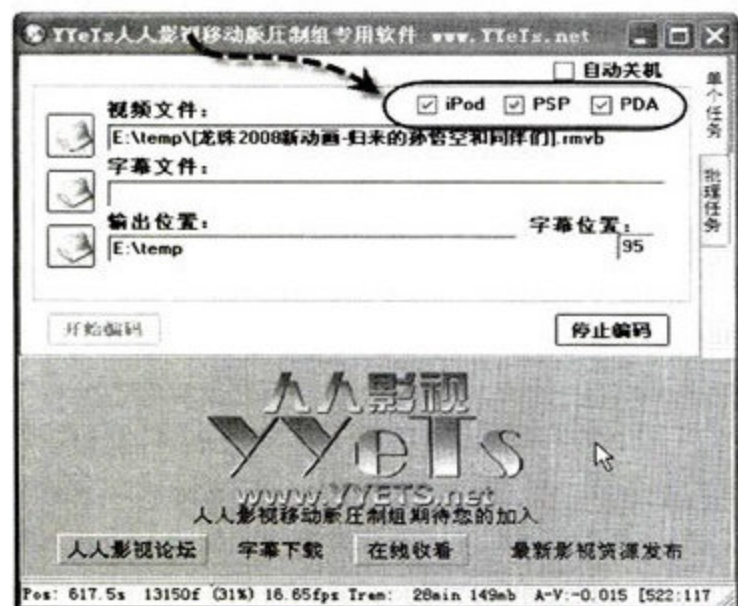 YYeTs人人影视移动版压制组专用软件 www.YYeTs.net
自动关机
单个任务
视频文件:
iPod PSP PDA
E:\temp\[龙珠2008新动画-归来的孙悟空和同伴们].rmvb
批理任务
字幕文件:
输出位置:
字幕位置:
E:\temp
95
开始编码
停止编码
人人影视
YYeTs
www.YYETS.net
人人影视移动版压制组期待您的加入
人人影视论坛 字幕下载 在线收看 最新影视资源发布
Pos: 617.5s 13150f (31%) 16.65fps Trem: 28min 149mb A-V:-0.015 [522:117